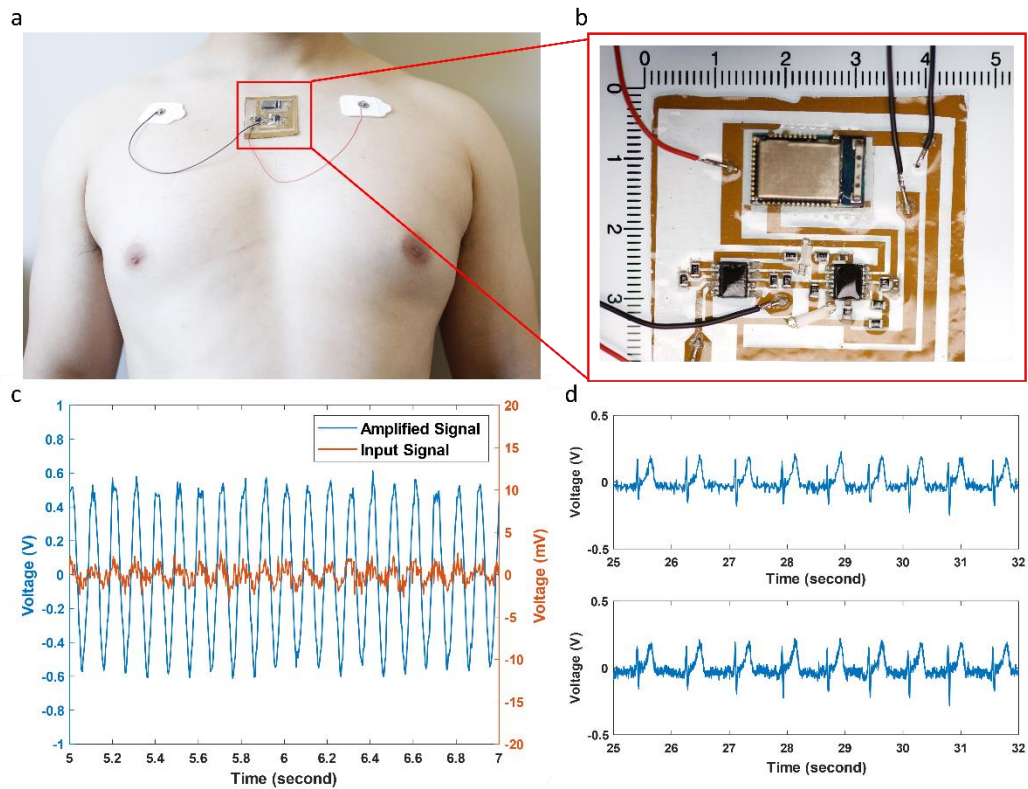 a
b
0 1 2 3 4 5
0
1
2
3
c
d
Amplified Signal
Input Signal
1
0.8
0.6
0.4
0.2
0
-0.2
-0.4
-0.6
-0.8
-1
Voltage (V)
20
15
10
5
0
-5
-10
-15
-20
Voltage (mV)
5 5.2 5.4 5.6 5.8 6 6.2 6.4 6.6 6.8 7
Time (second)
0.5
0
-0.5
Voltage (V)
25 26 27 28 29 30 31 32
Time (second)
0.5
0
-0.5
Voltage (V)
25 26 27 28 29 30 31 32
Time (second)